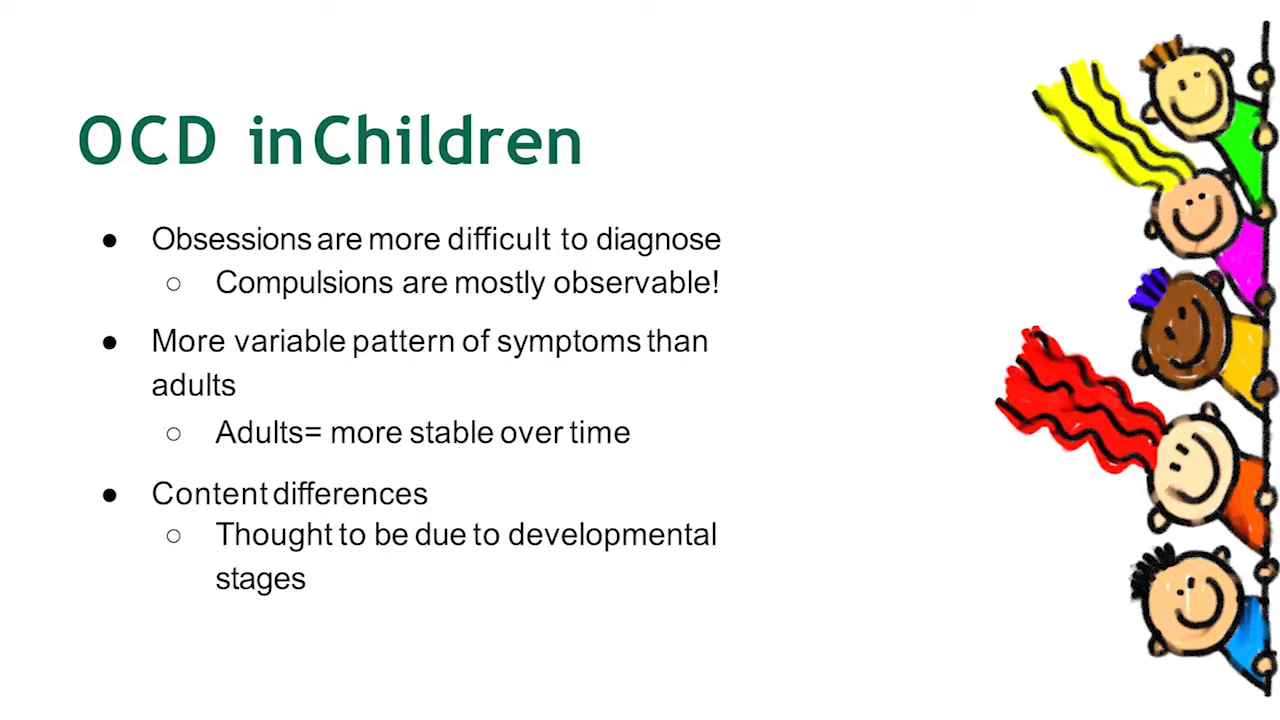 OCD in Children
● Obsessions are more difficult to diagnose
○ Compulsions are mostly observable!
● More variable pattern of symptoms than
adults
○ Adults= more stable over time
● Content differences
○ Thought to be due to developmental
stages